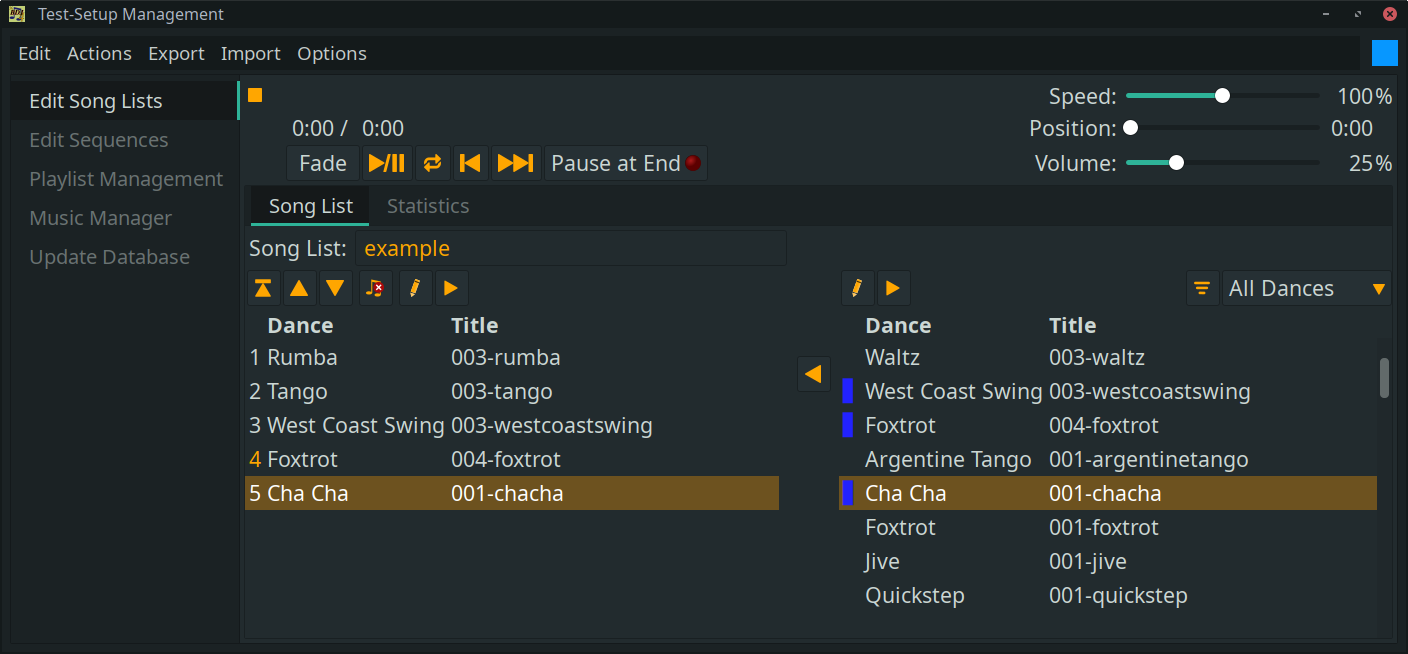 Test-Setup Management
Edit Actions Export Import Options
Edit Song Lists
Edit Sequences
Playlist Management
Music Manager
Update Database
0:00 / 0:00
Fade
Pause at End
Speed: 100%
Position: 0:00
Volume: 25%
Song List Statistics
Song List: example
Dance Title
1 Rumba 003-rumba
2 Tango 003-tango
3 West Coast Swing 003-westcoastswing
4 Foxtrot 004-foxtrot
5 Cha Cha 001-chacha
All Dances
Dance Title
Waltz 003-waltz
West Coast Swing 003-westcoastswing
Foxtrot 004-foxtrot
Argentine Tango 001-argentinetango
Cha Cha 001-chacha
Foxtrot 001-foxtrot
Jive 001-jive
Quickstep 001-quickstep